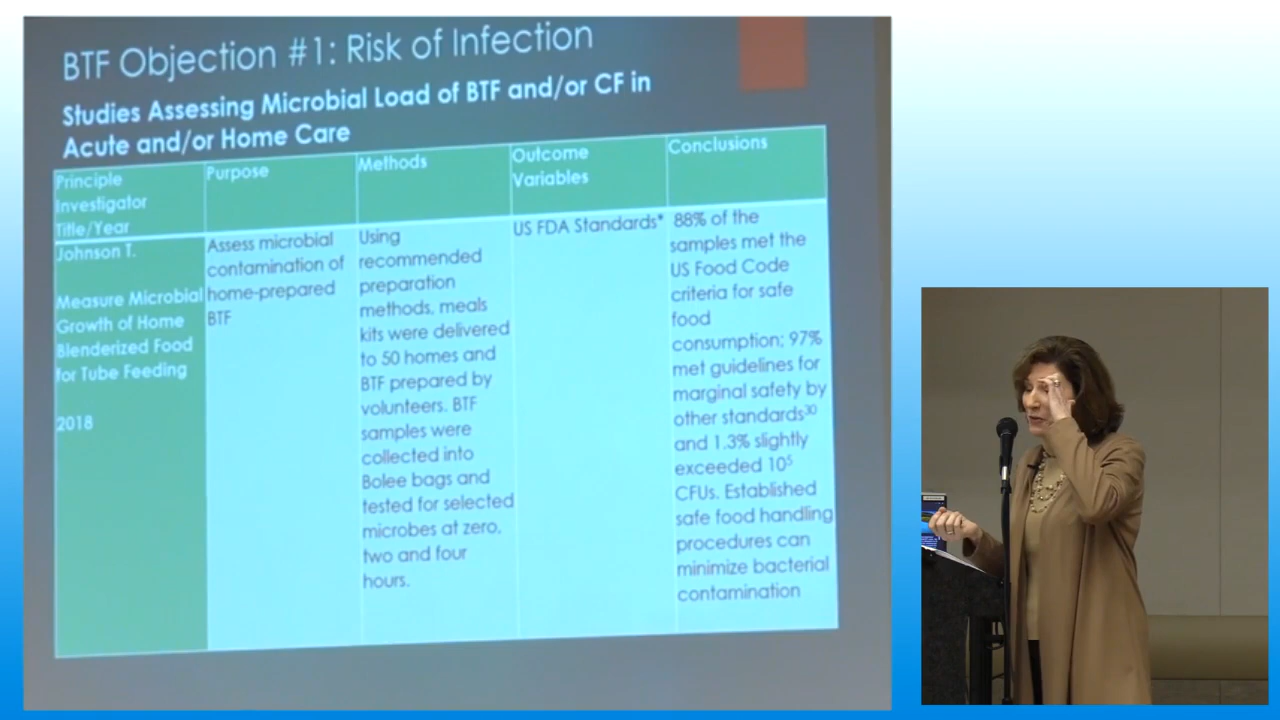 BTF Objection #1: Risk of Infection
Studies Assessing Microbial Load of BTF and/or CF in
Acute and/or Home Care
Principle
Investigator
Title/Year
Purpose
Methods
Outcome
Variables
Conclusions
Johnson T.
Measure Microbial
Growth of Home
Blenderized Food
for Tube Feeding
2018
Assess microbial
contamination of
home-prepared
BTF
Using
recommended
preparation
methods, meals
kits were delivered
to 50 homes and
BTF prepared by
volunteers. BTF
samples were
collected into
Bolee bags and
tested for selected
microbes at zero,
two and four
hours.
US FDA Standards*
88% of the
samples met the
US Food Code
criteria for safe
food
consumption; 97%
met guidelines for
marginal safety by
other standards³⁰
and 1.3% slightly
exceeded 10⁵
CFUs. Established
safe food handling
procedures can
minimize bacterial
contamination